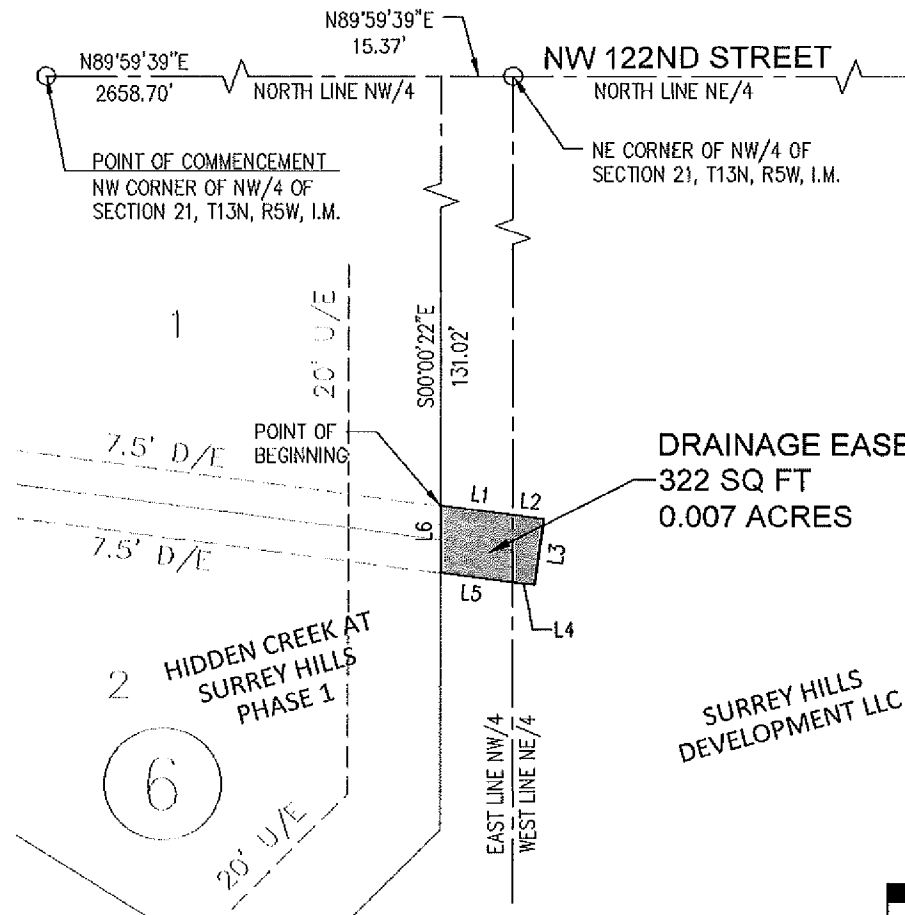 N89°59'39"E
15.37'
N89°59'39"E
2658.70'
NORTH LINE NW/4
NW 122ND STREET
NORTH LINE NE/4
POINT OF COMMENCEMENT
NW CORNER OF NW/4 OF
SECTION 21, T13N, R5W, I.M.
NE CORNER OF NW/4 OF
SECTION 21, T13N, R5W, I.M.
1
20' U/E
S00°00'22"E
131.02'
7.5' D/E
POINT OF
BEGINNING
L1
L2
L3
L4
L5
L6
DRAINAGE EASE
322 SQ FT
0.007 ACRES
7.5' D/E
2
HIDDEN CREEK AT
SURREY HILLS
PHASE 1
6
20' U/E
EAST LINE NW/4
WEST LINE NE/4
SURREY HILLS
DEVELOPMENT LLC